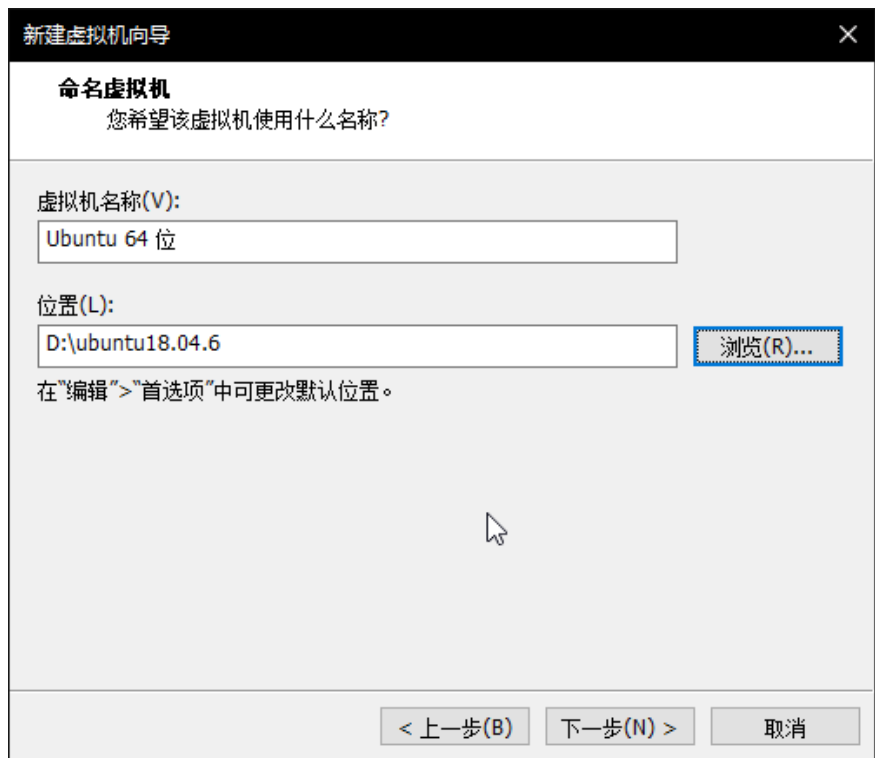 新建虚拟机向导
命名虚拟机
您希望该虚拟机使用什么名称?
虚拟机名称(V):
Ubuntu 64 位
位置(L):
D:\ubuntu18.04.6
浏览(R)...
在"编辑">"首选项"中可更改默认位置。
< 上一步(B) 下一步(N) > 取消